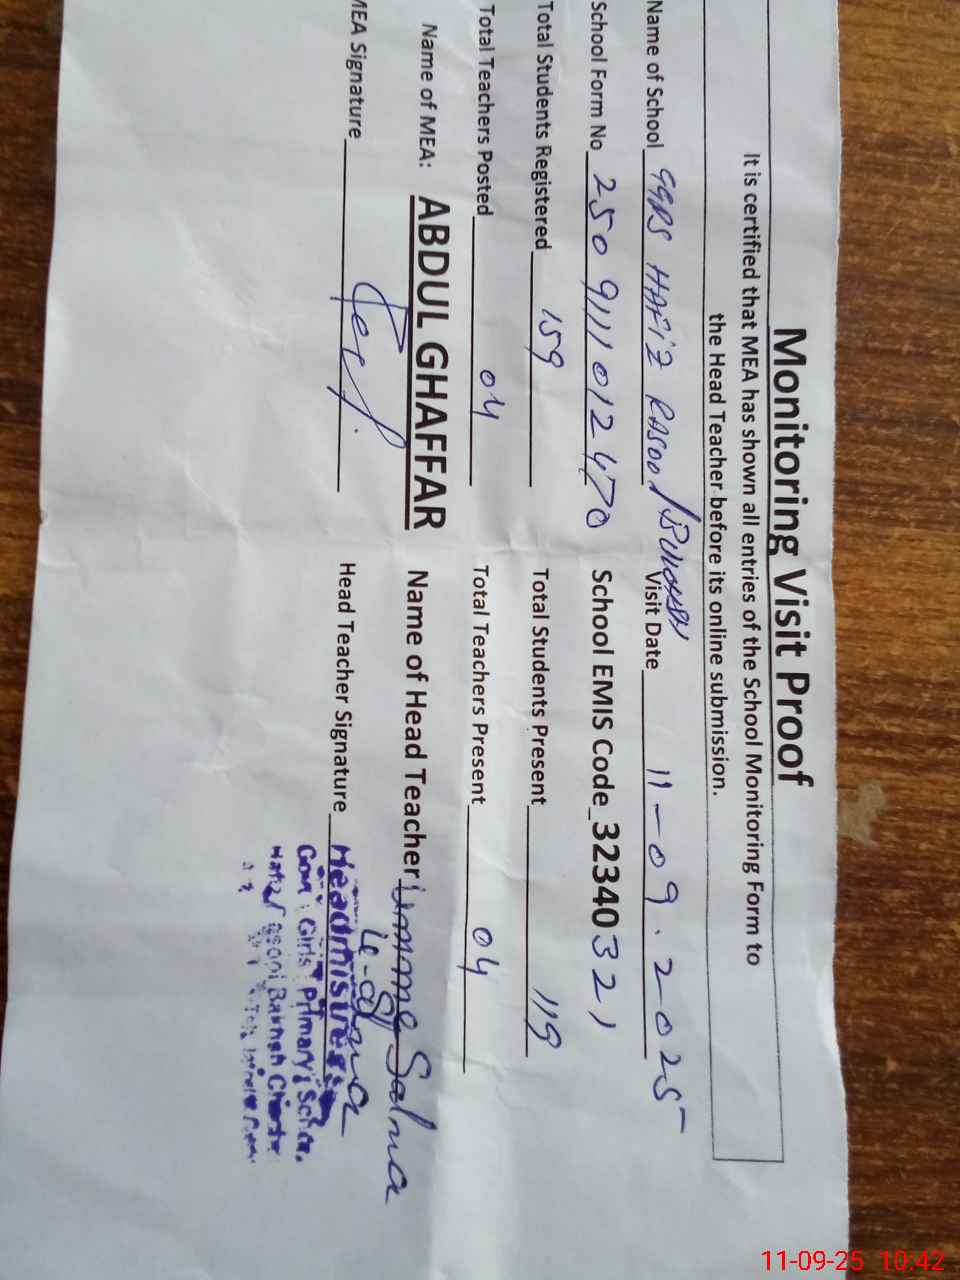 Monitoring Visit Proof
It is certified that MEA has shown all entries of the School Monitoring Form to
the Head Teacher before its online submission.
Name of School GGPS HAFIZ RASOOL Visit Date 11-09.2025
School Form No 250911012470 School EMIS Code_32340321
Total Students Registered 159 Total Students Present 119
Total Teachers Posted 04 Total Teachers Present 04
Name of MEA: ABDUL GHAFFAR Name of Head Teacher Umme Salma
MEA Signature Head Teacher Signature
Headmistress
Govt. Girls Primary School
11-09-25 10:42